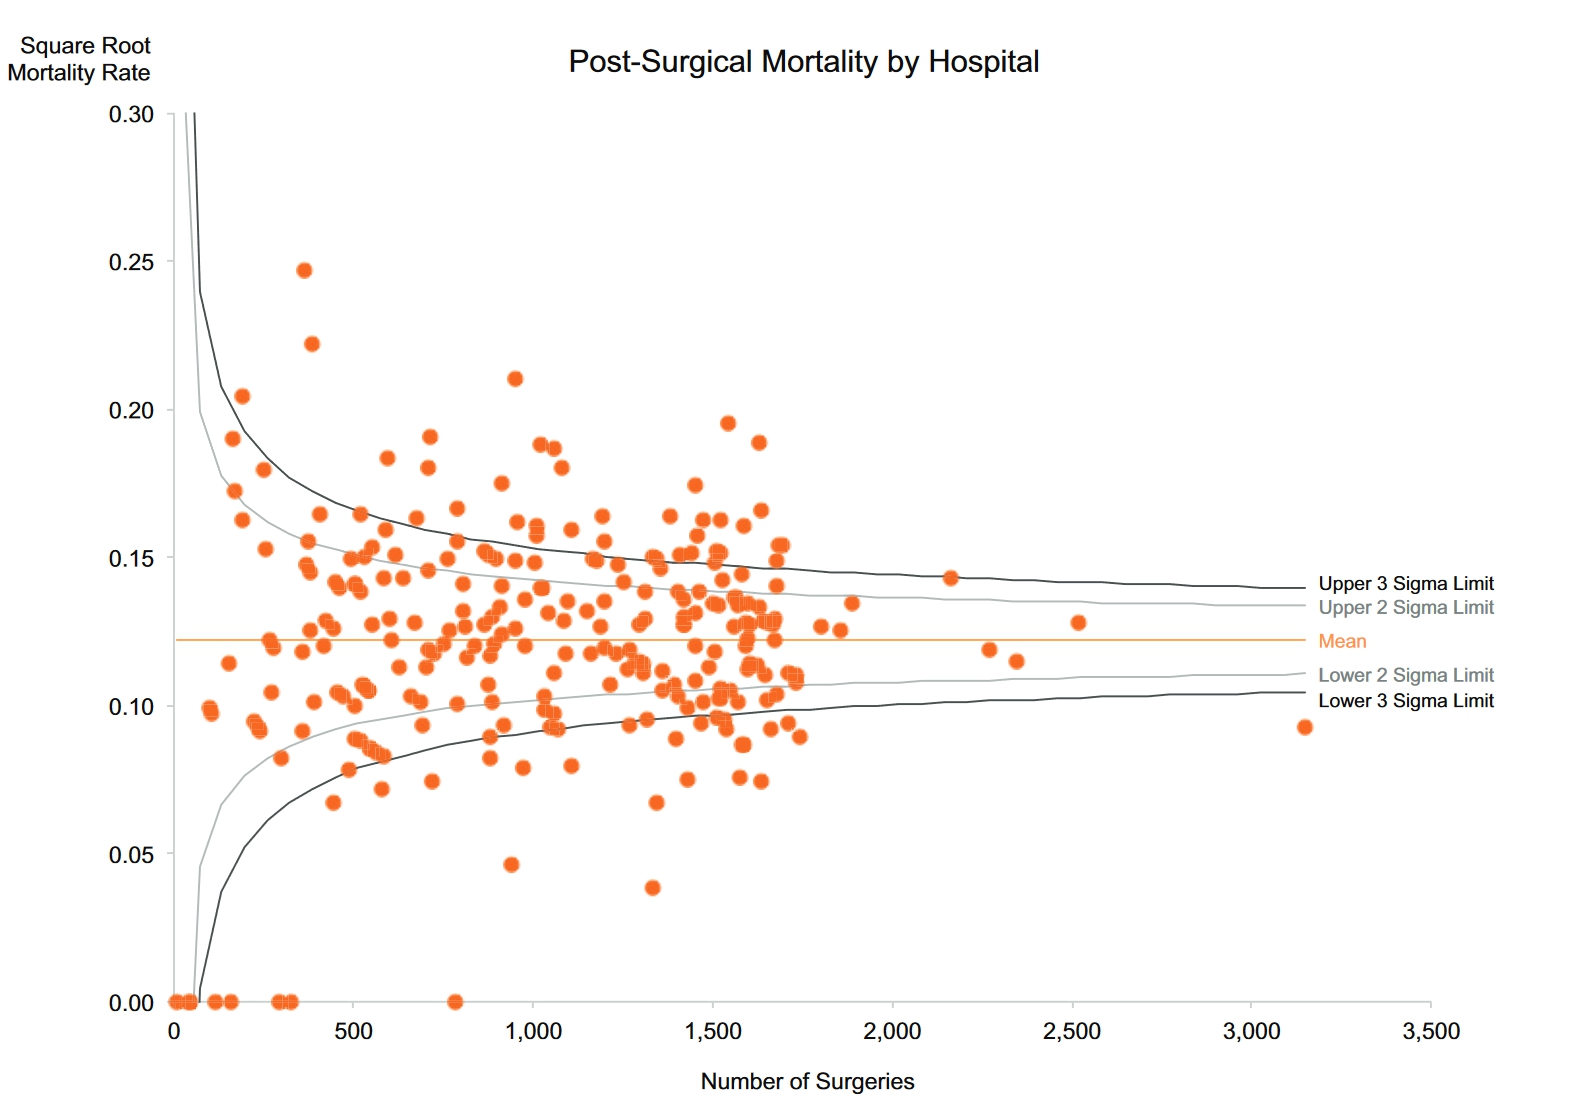 Square Root
Mortality Rate
Post-Surgical Mortality by Hospital
0.30
0.25
0.20
0.15
0.10
0.05
0.00
Upper 3 Sigma Limit
Upper 2 Sigma Limit
Mean
Lower 2 Sigma Limit
Lower 3 Sigma Limit
0 500 1,000 1,500 2,000 2,500 3,000 3,500
Number of Surgeries